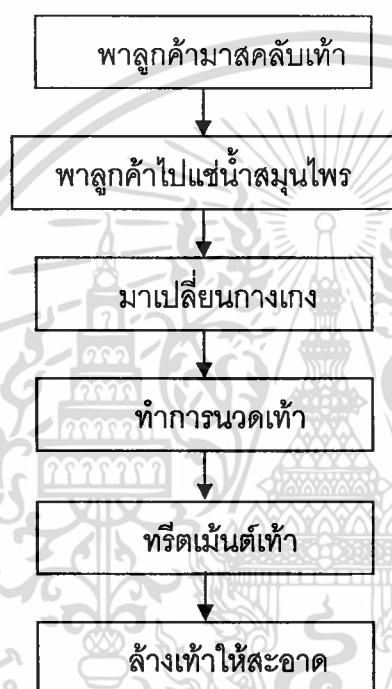 พาลูกค้ามาสคลับเท้า
พาลูกค้าไปแช่น้ำสมุนไพร
มาเปลี่ยนกางเกง
ทำการนวดเท้า
ทรีตเม้นต์เท้า
ล้างเท้าให้สะอาด